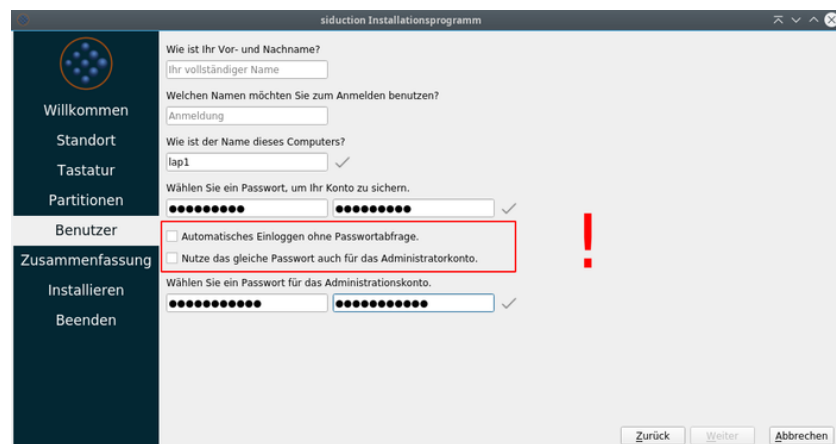 siduction Installationsprogramm
Willkommen
Standort
Tastatur
Partitionen
Benutzer
Zusammenfassung
Installieren
Beenden
Wie ist Ihr Vor- und Nachname?
Ihr vollständiger Name
Welchen Namen möchten Sie zum Anmelden benutzen?
Anmeldung
Wie ist der Name dieses Computers?
lap1
Wählen Sie ein Passwort, um Ihr Konto zu sichern.
●●●●●●●●● ●●●●●●●●●
Automatisches Einloggen ohne Passwortabfrage.
Nutze das gleiche Passwort auch für das Administratorkonto.
!
Wählen Sie ein Passwort für das Administrationskonto.
●●●●●●●●●●● ●●●●●●●●●●●
Zurück Weiter Abbrechen